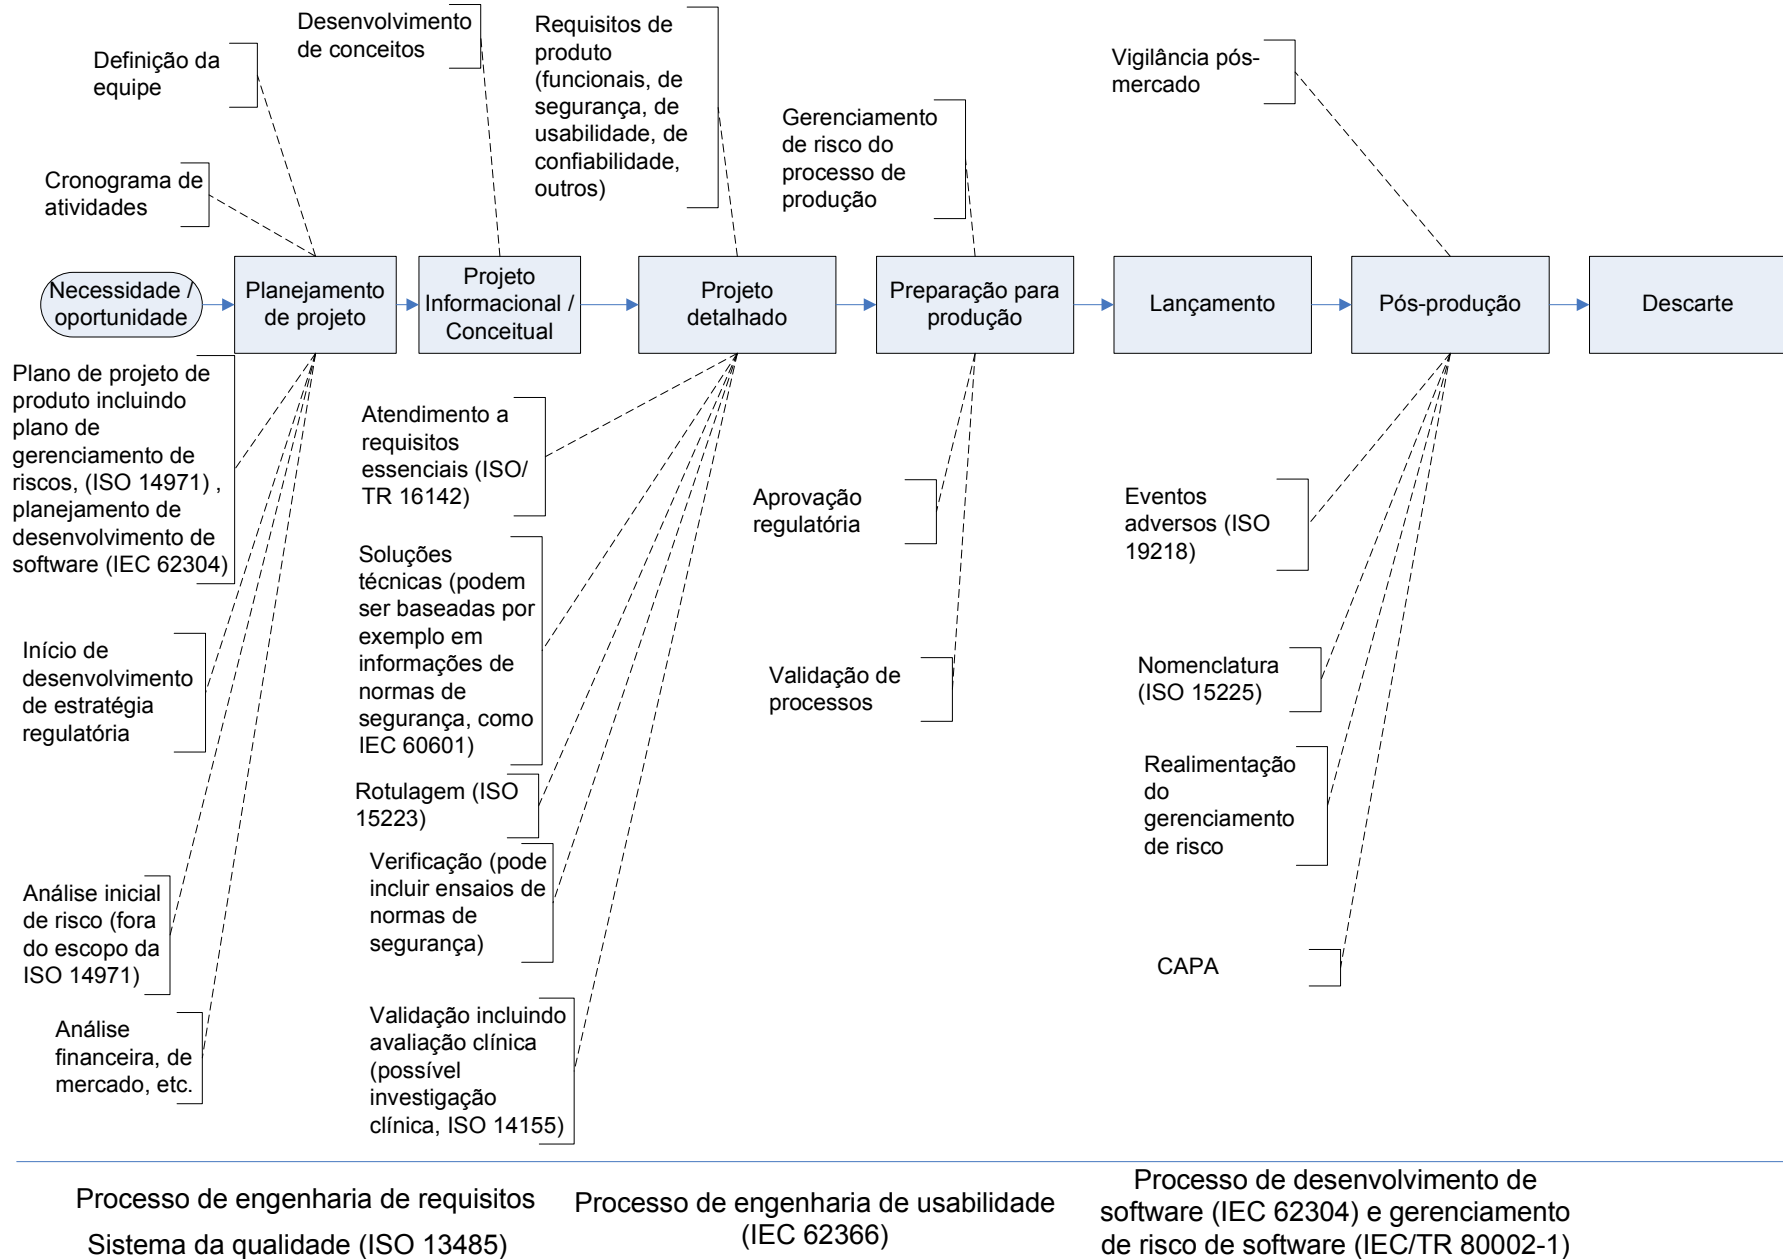 Definição da
equipe
Desenvolvimento
de conceitos
Requisitos de
produto
(funcionais, de
segurança, de
usabilidade, de
confiabilidade,
outros)
Gerenciamento
de risco do
processo de
produção
Vigilância pós-
mercado
Cronograma de
atividades
Necessidade /
oportunidade
Planejamento
de projeto
Projeto
Informacional /
Conceitual
Projeto
detalhado
Preparação para
produção
Lançamento
Pós-produção
Descarte
Plano de projeto de
produto incluindo
plano de
gerenciamento de
riscos, (ISO 14971) ,
planejamento de
desenvolvimento de
software (IEC 62304)
Início de
desenvolvimento
de estratégia
regulatória
Análise inicial
de risco (fora
do escopo da
ISO 14971)
Análise
financeira, de
mercado, etc.
Atendimento a
requisitos
essenciais (ISO/
TR 16142)
Soluções
técnicas (podem
ser baseadas por
exemplo em
informações de
normas de
segurança, como
IEC 60601)
Rotulagem (ISO
15223)
Verificação (pode
incluir ensaios de
normas de
segurança)
Validação incluindo
avaliação clínica
(possível
investigação
clínica, ISO 14155)
Aprovação
regulatória
Validação de
processos
Eventos
adversos (ISO
19218)
Nomenclatura
(ISO 15225)
Realimentação
do
gerenciamento
de risco
CAPA
Processo de engenharia de requisitos
Sistema da qualidade (ISO 13485)
Processo de engenharia de usabilidade
(IEC 62366)
Processo de desenvolvimento de
software (IEC 62304) e gerenciamento
de risco de software (IEC/TR 80002-1)